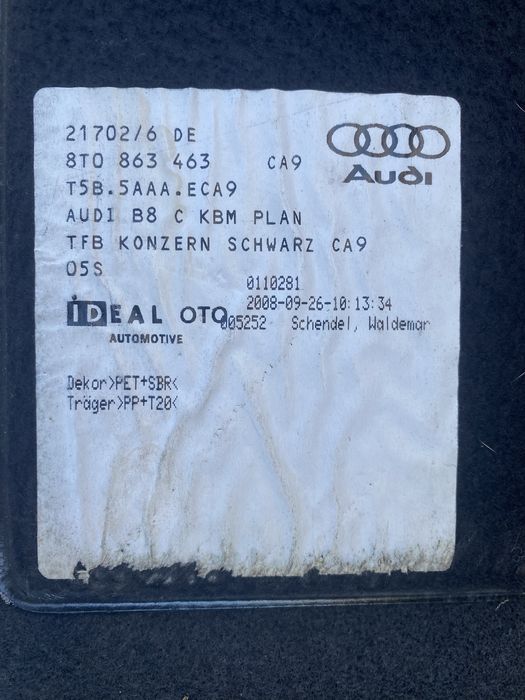 21702/6 DE
8T0 863 463 CA9
T5B.5AAA.ECA9
AUDI B8 C KBM PLAN
TFB KONZERN SCHWARZ CA9
05S
Audi
0110281
2008-09-26-10:13:34
005252 Schendel, Waldemar
İDEAL OTO
AUTOMOTIVE
Dekor>PET+SBR<
Träger>PP+T20<